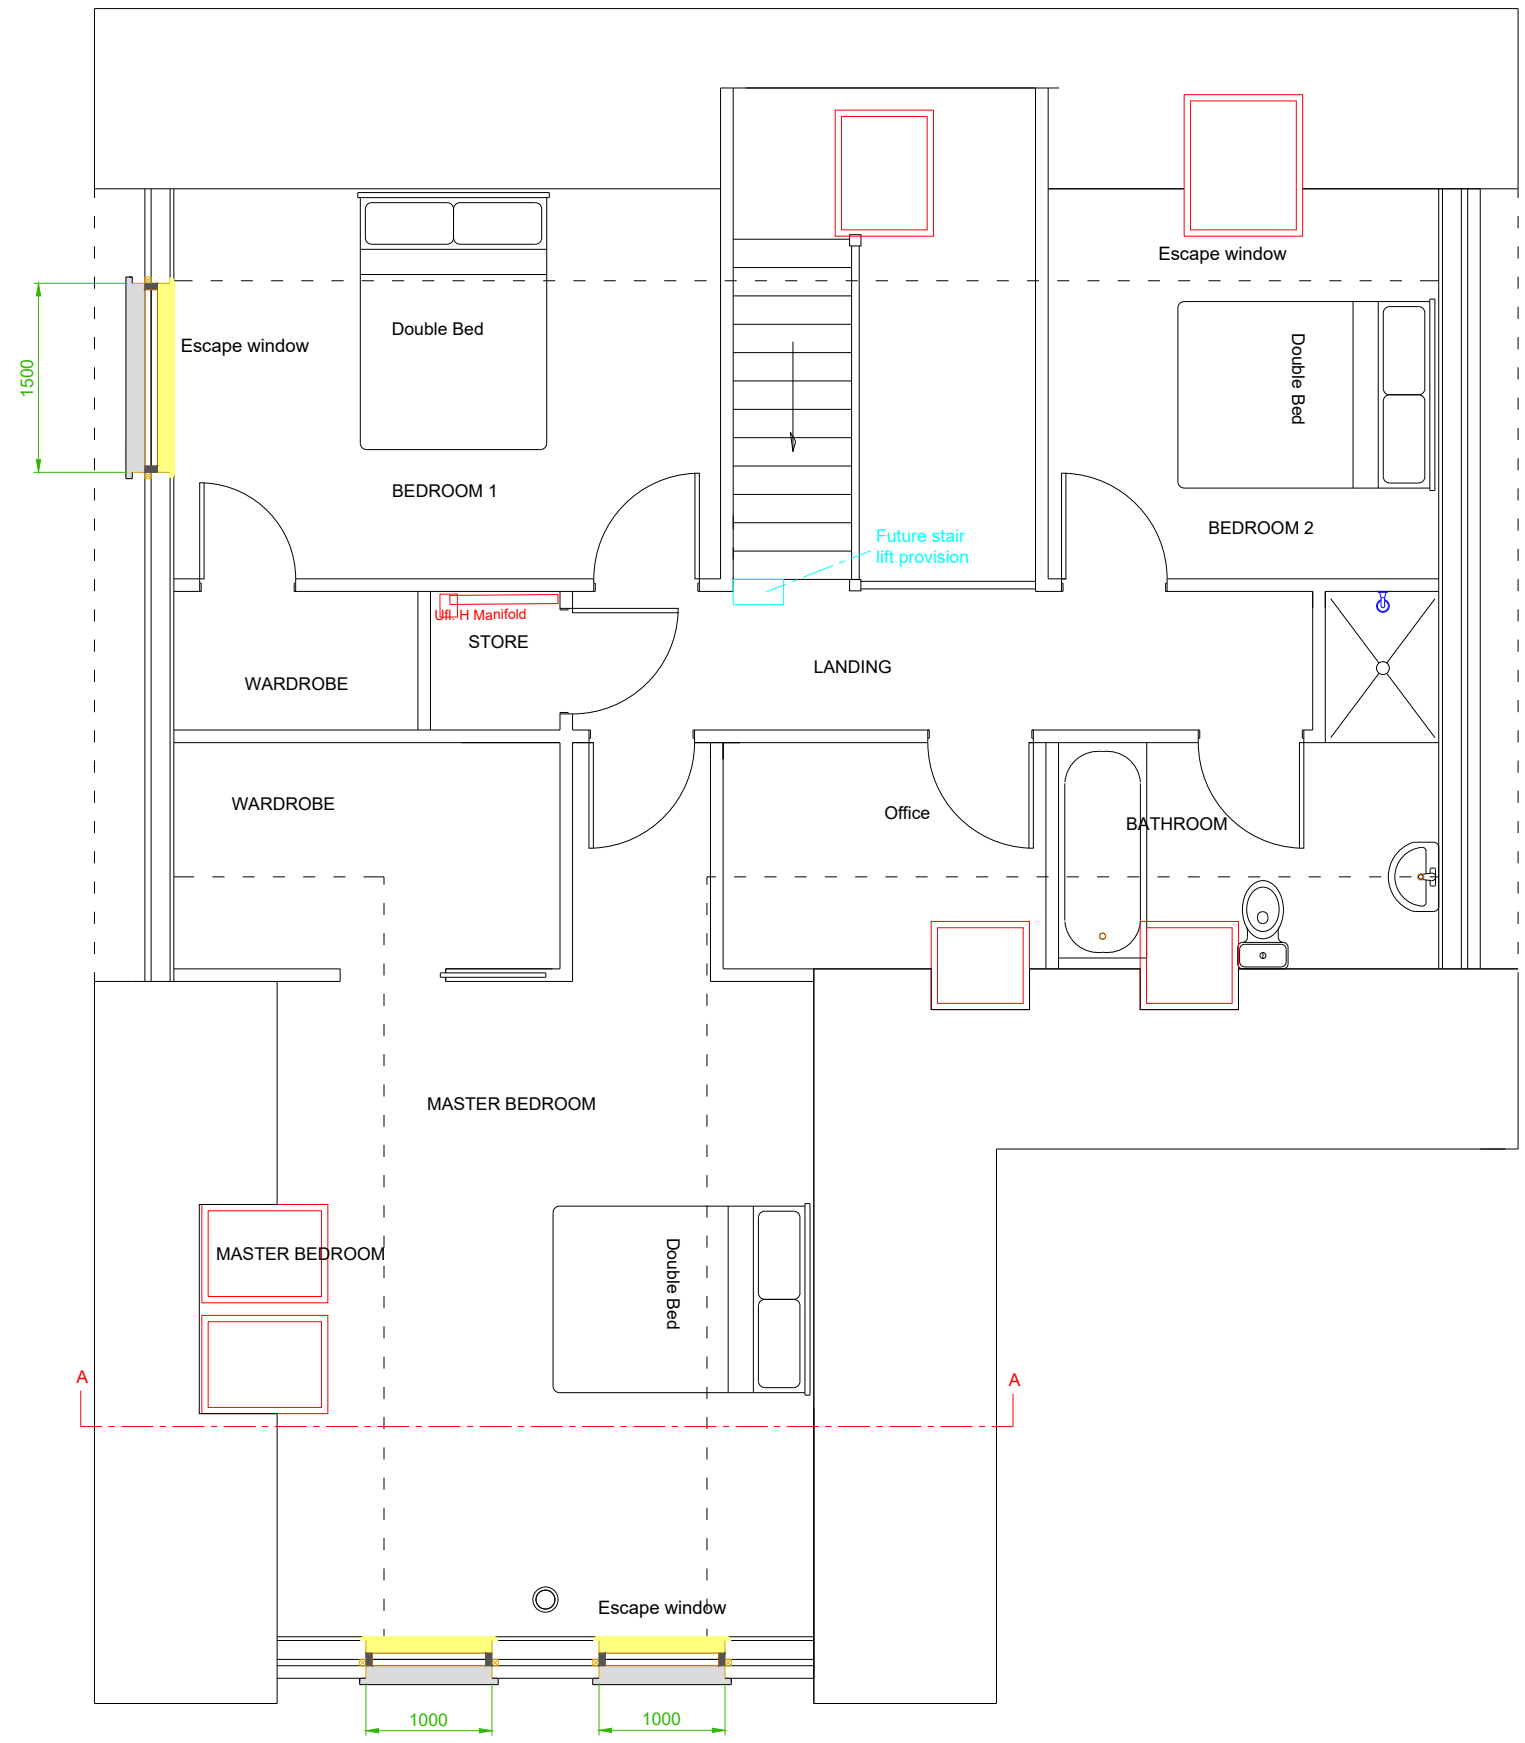 Escape window
Double Bed
Escape window
1500
Double Bed
BEDROOM 1
BEDROOM 2
Future stair
lift provision
Ufl. H Manifold
STORE
LANDING
WARDROBE
WARDROBE
Office
BATHROOM
MASTER BEDROOM
MASTER BEDROOM
Double Bed
A
A
Escape window
1000
1000